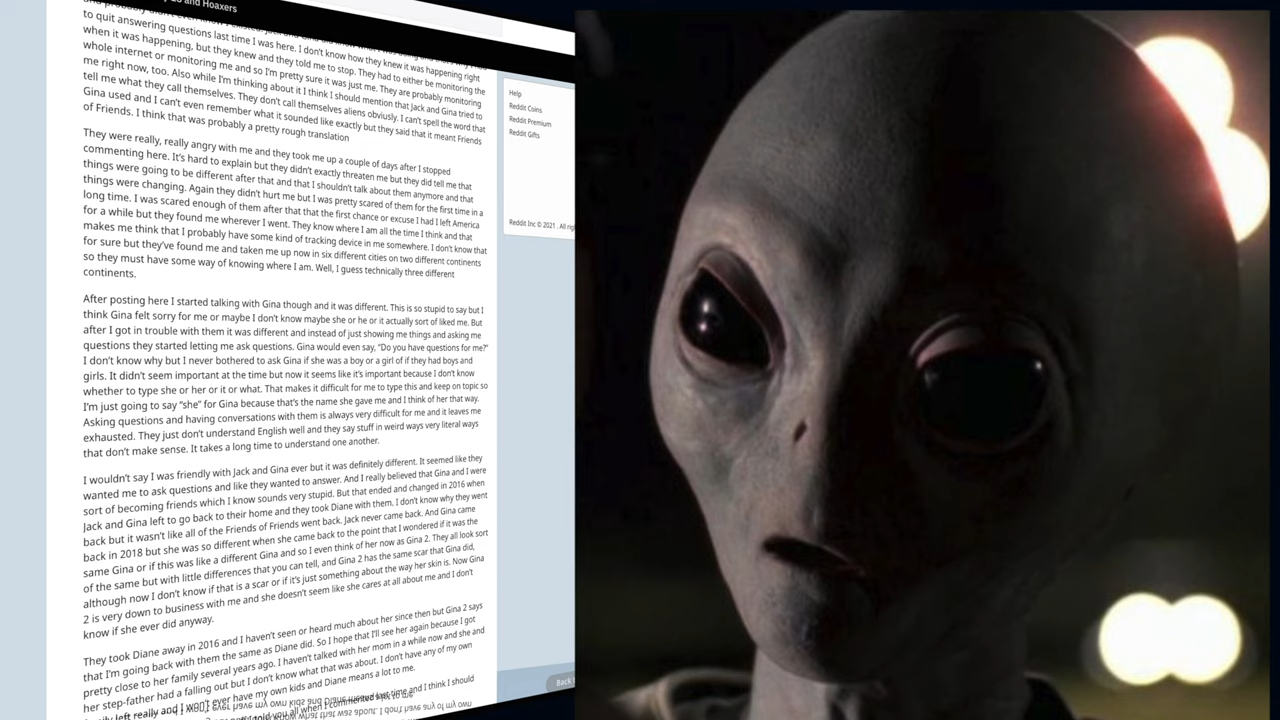 and Hoaxers
to quit answering questions last time I was here. I don't know how they knew it was happening right
when it was happening, but they knew and they told me to stop. They had to either be monitoring the
whole internet or monitoring me and so I'm pretty sure it was just me. They are probably monitoring
me right now, too. Also while I'm thinking about it I think I should mention that Jack and Gina tried to
tell me what they call themselves. They don't call themselves aliens obviously. I can't spell the word that
Gina used and I can't even remember what it sounded like exactly but they said that it meant Friends
of Friends. I think that was probably a pretty rough translation
They were really, really angry with me and they took me up a couple of days after I stopped
commenting here. It's hard to explain but they didn't exactly threaten me but they did tell me that
things were going to be different after that and that I shouldn't talk about them anymore and that
things were changing. Again they didn't hurt me but I was pretty scared of them for the first time in a
long time. I was scared enough of them after that that the first chance or excuse I had I left America
for a while but they found me wherever I went. They know where I am all the time I think and that
makes me think that I probably have some kind of tracking device in me somewhere. I don't know that
for sure but they've found me and taken me up now in six different cities on two different continents
so they must have some way of knowing where I am. Well, I guess technically three different
continents.
After posting here I started talking with Gina though and it was different. This is so stupid to say but I
think Gina felt sorry for me or maybe I don't know maybe she or he or it actually sort of liked me. But
after I got in trouble with them it was different and instead of just showing me things and asking me
questions they started letting me ask questions. Gina would even say, "Do you have questions for me?"
I don't know why but I never bothered to ask Gina if she was a boy or a girl of if they had boys and
girls. It didn't seem important at the time but now it seems like it's important because I don't know
whether to type she or her or it or what. That makes it difficult for me to type this and keep on topic so
I'm just going to say "she" for Gina because that's the name she gave me and I think of her that way.
Asking questions and having conversations with them is always very difficult for me and it leaves me
exhausted. They just don't understand English well and they say stuff in weird ways very literal ways
that don't make sense. It takes a long time to understand one another.
I wouldn't say I was friendly with Jack and Gina ever but it was definitely different. It seemed like they
wanted me to ask questions and like they wanted to answer. And I really believed that Gina and I were
sort of becoming friends which I know sounds very stupid. But that ended and changed in 2016 when
Jack and Gina left to go back to their home and they took Diane with them. I don't know why they went
back but it wasn't like all of the Friends of Friends went back. Jack never came back. And Gina came
back in 2018 but she was so different when she came back to the point that I wondered if it was the
same Gina or if this was like a different Gina and so I even think of her now as Gina 2. They all look sort
of the same but with little differences that you can tell, and Gina 2 has the same scar that Gina did,
although now I don't know if that is a scar or if it's just something about the way her skin is. Now Gina
2 is very down to business with me and she doesn't seem like she cares at all about me and I don't
know if she ever did anyway.
They took Diane away in 2016 and I haven't seen or heard much about her since then but Gina 2 says
that I'm going back with them the same as Diane did. So I hope that I'll see her again because I got
pretty close to her family several years ago. I haven't talked with her mom in a while now and she and
her step-father had a falling out but I don't know what that was about. I don't have any of my own
left really and I won't ever have my own kids and Diane means a lot to me.
told you all when I commented last time and I think I should
Help
Reddit Coins
Reddit Premium
Reddit Gifts
Reddit Inc © 2021 . All
Back